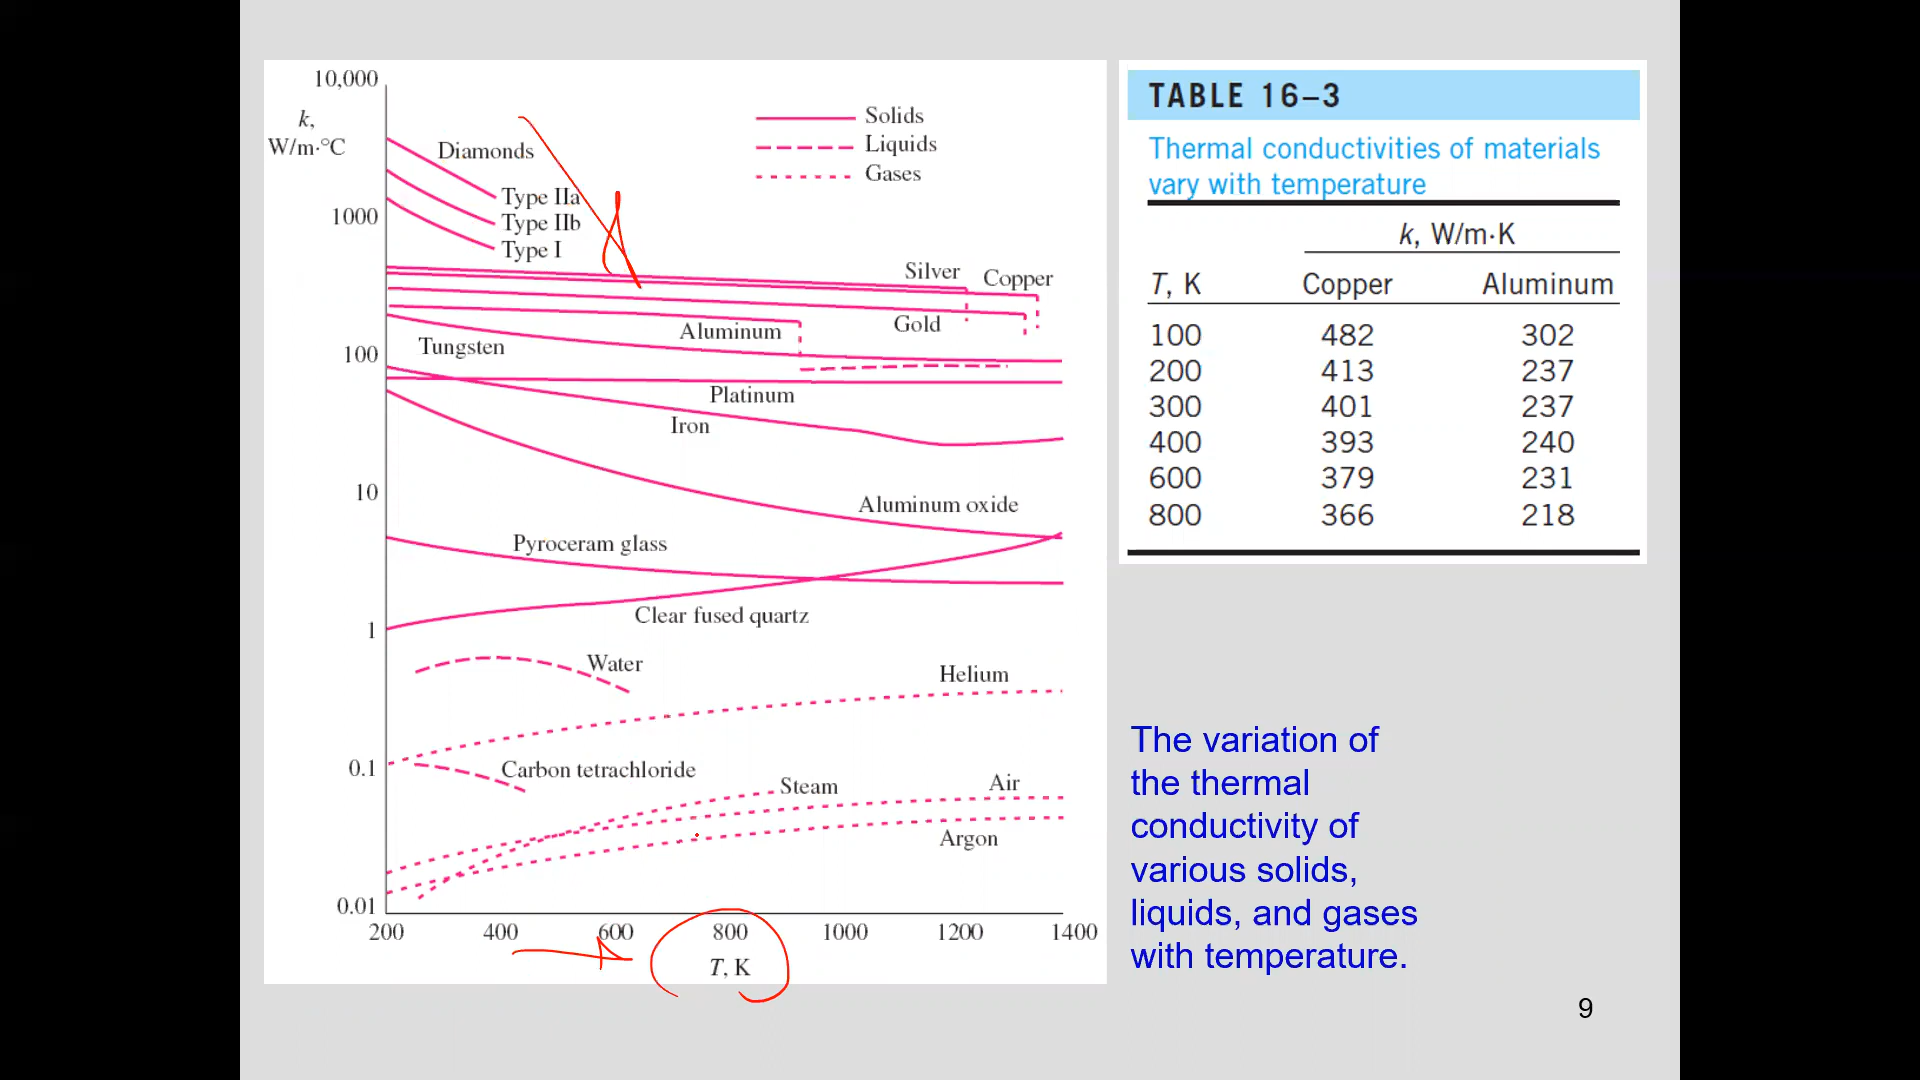 10,000
k,
W/m·°C
1000
100
10
1
0.1
0.01
Solids
Liquids
Gases
Diamonds
Type IIa
Type IIb
Type I
Silver
Copper
Gold
Aluminum
Tungsten
Platinum
Iron
Aluminum oxide
Pyroceram glass
Clear fused quartz
Water
Helium
Carbon tetrachloride
Steam
Air
Argon
200 400 600 800 1000 1200 1400
T, K
TABLE 16–3
Thermal conductivities of materials
vary with temperature
k, W/m·K
T, K Copper Aluminum
100 482 302
200 413 237
300 401 237
400 393 240
600 379 231
800 366 218
The variation of
the thermal
conductivity of
various solids,
liquids, and gases
with temperature.
9